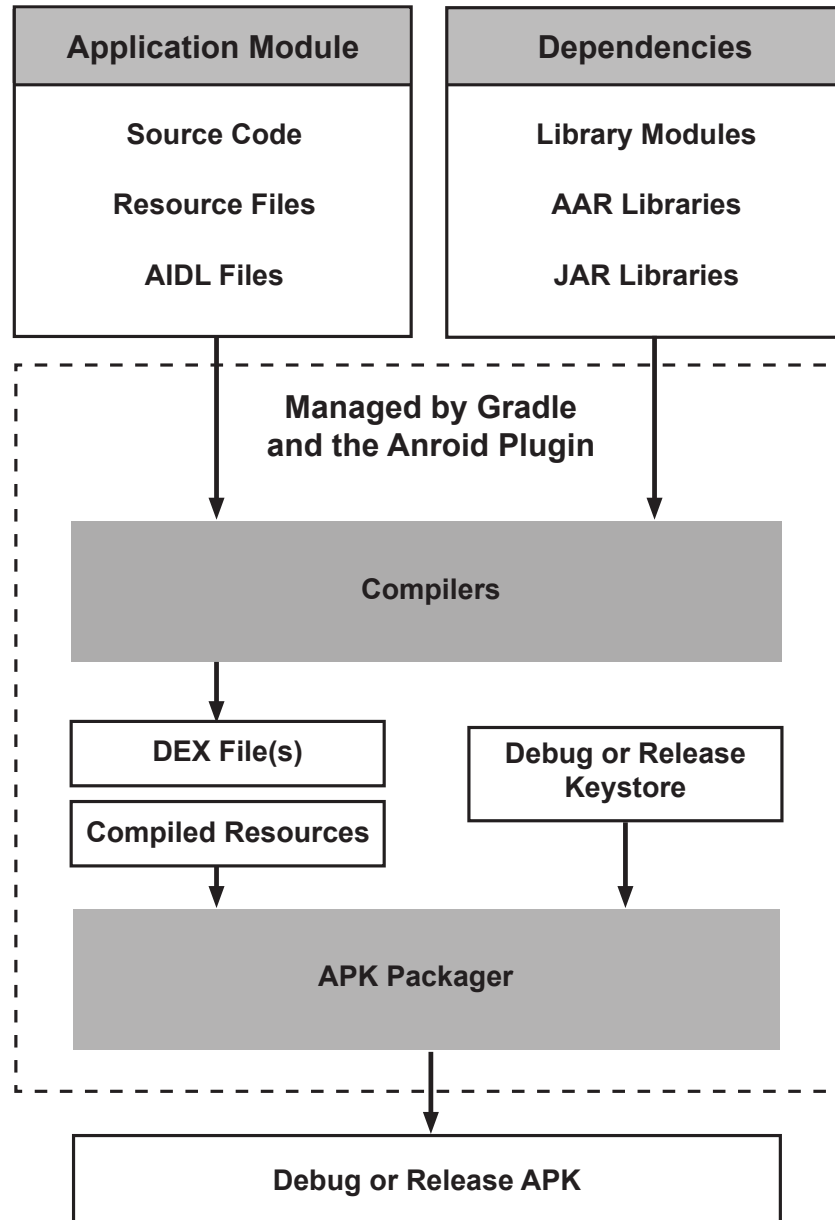 Application Module
Source Code
Resource Files
AIDL Files
Dependencies
Library Modules
AAR Libraries
JAR Libraries
Managed by Gradle
and the Anroid Plugin
Compilers
DEX File(s)
Compiled Resources
Debug or Release
Keystore
APK Packager
Debug or Release APK